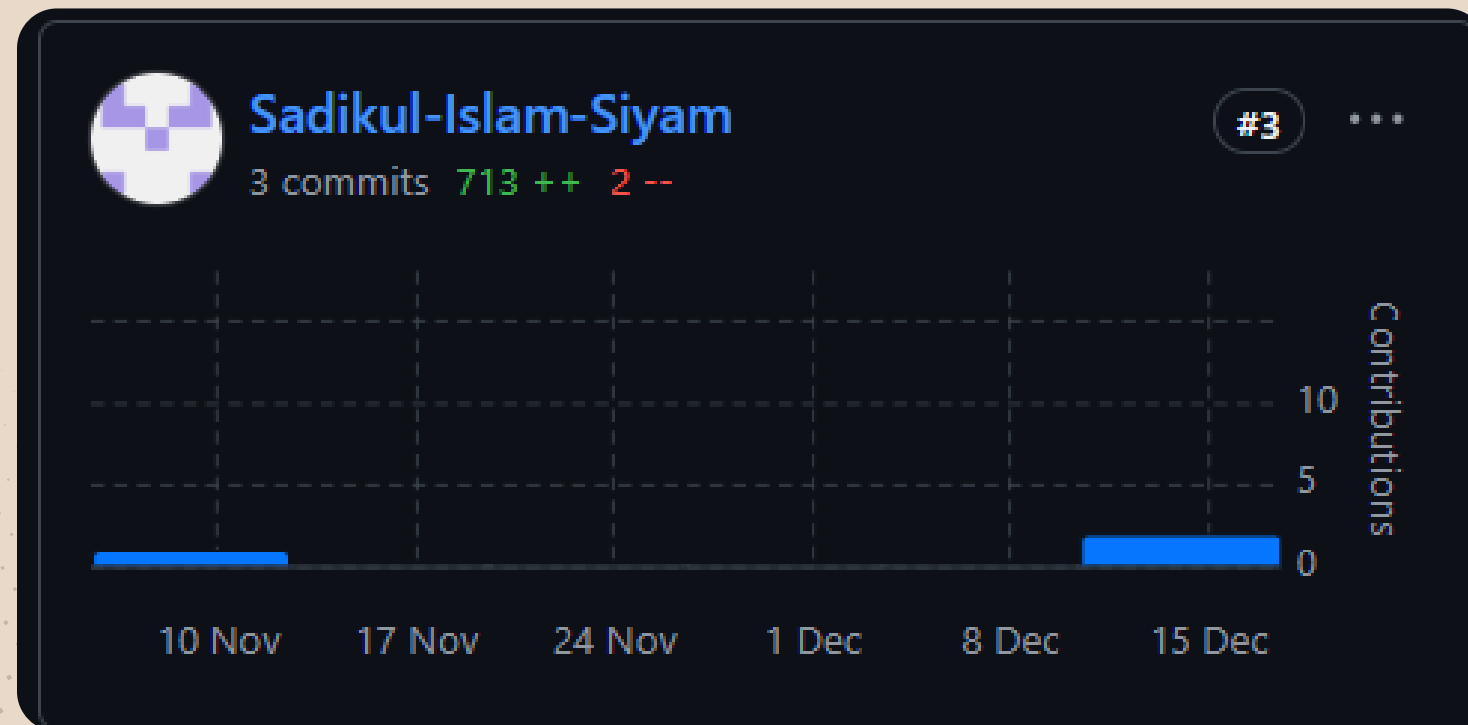 Sadikul-Islam-Siyam
#3
3 commits 713 ++ 2 --
10
5
0
Contributions
10 Nov 17 Nov 24 Nov 1 Dec 8 Dec 15 Dec